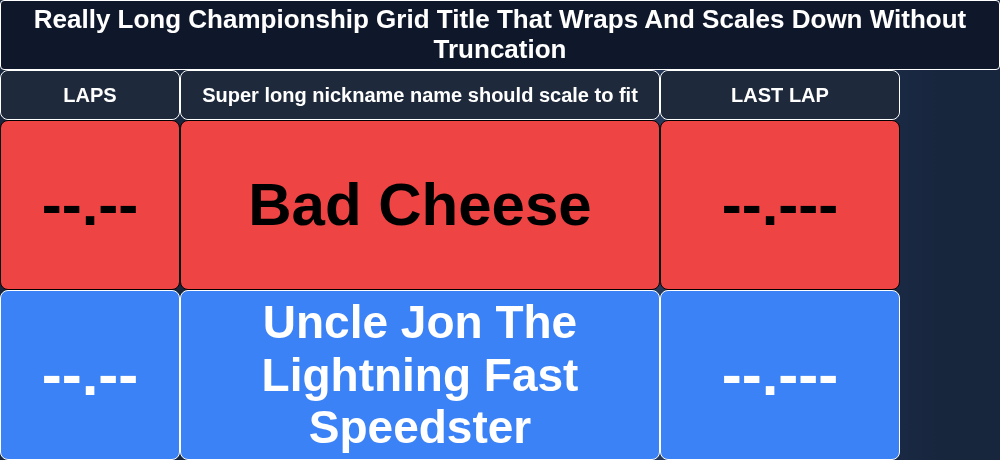 Really Long Championship Grid Title That Wraps And Scales Down Without
Truncation
LAPS
Super long nickname name should scale to fit
LAST LAP
--.--
Bad Cheese
--.---
--.--
Uncle Jon The
Lightning Fast
Speedster
--.---